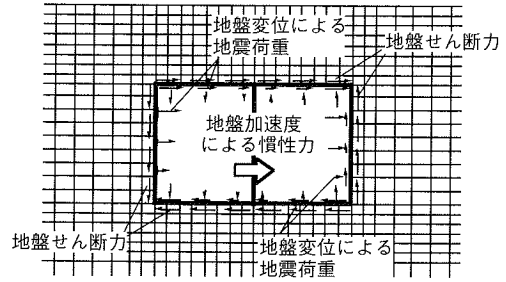 地盤変位による
地震荷重
地盤せん断力
地盤加速度
による慣性力
地盤せん断力
地盤変位による
地震荷重